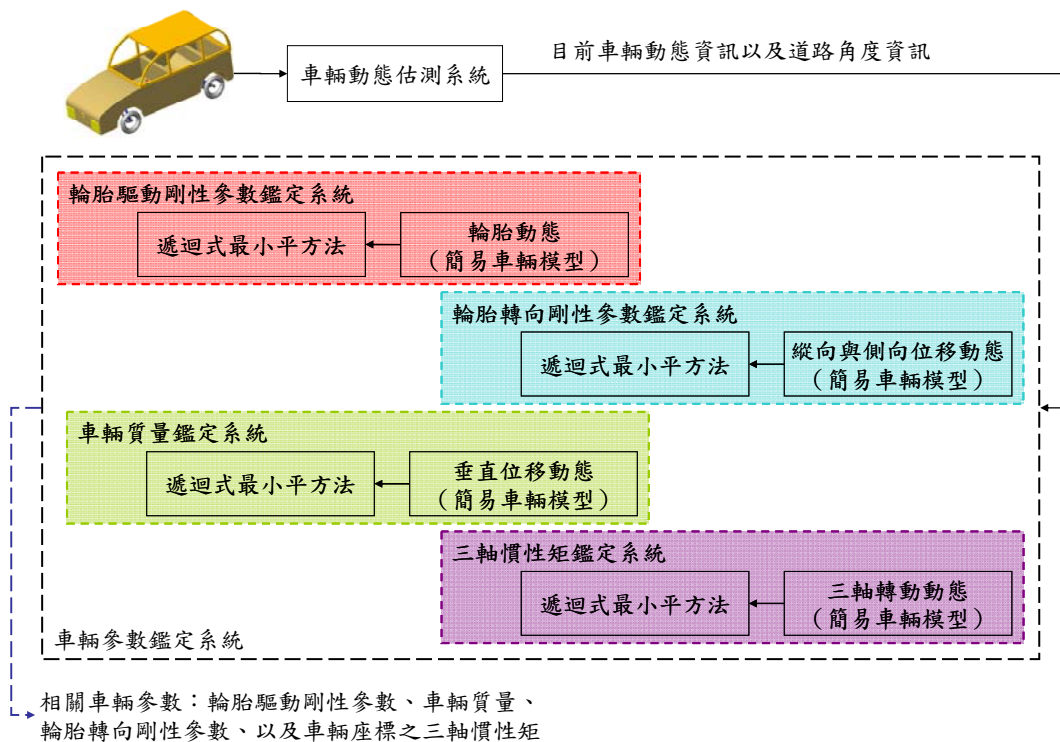 車輛動態估測系統
目前車輛動態資訊以及道路角度資訊
輪胎驅動剛性參數鑑定系統
遞迴式最小平方法
輪胎動態
（簡易車輛模型）
輪胎轉向剛性參數鑑定系統
遞迴式最小平方法
縱向與側向位移動態
（簡易車輛模型）
車輛質量鑑定系統
遞迴式最小平方法
垂直位移動態
（簡易車輛模型）
三軸慣性矩鑑定系統
遞迴式最小平方法
三軸轉動動態
（簡易車輛模型）
車輛參數鑑定系統
相關車輛參數：輪胎驅動剛性參數、車輛質量、
輪胎轉向剛性參數、以及車輛座標之三軸慣性矩